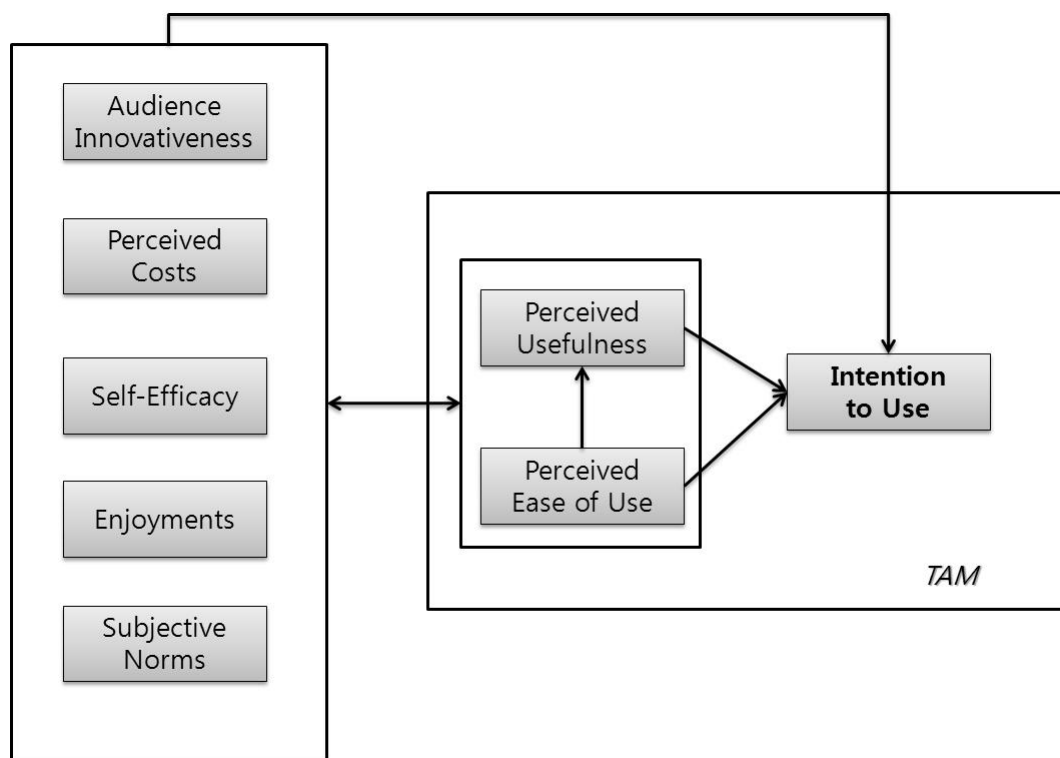 Audience
Innovativeness
Perceived
Costs
Self-Efficacy
Enjoyments
Subjective
Norms
Perceived
Usefulness
Perceived
Ease of Use
Intention
to Use
TAM